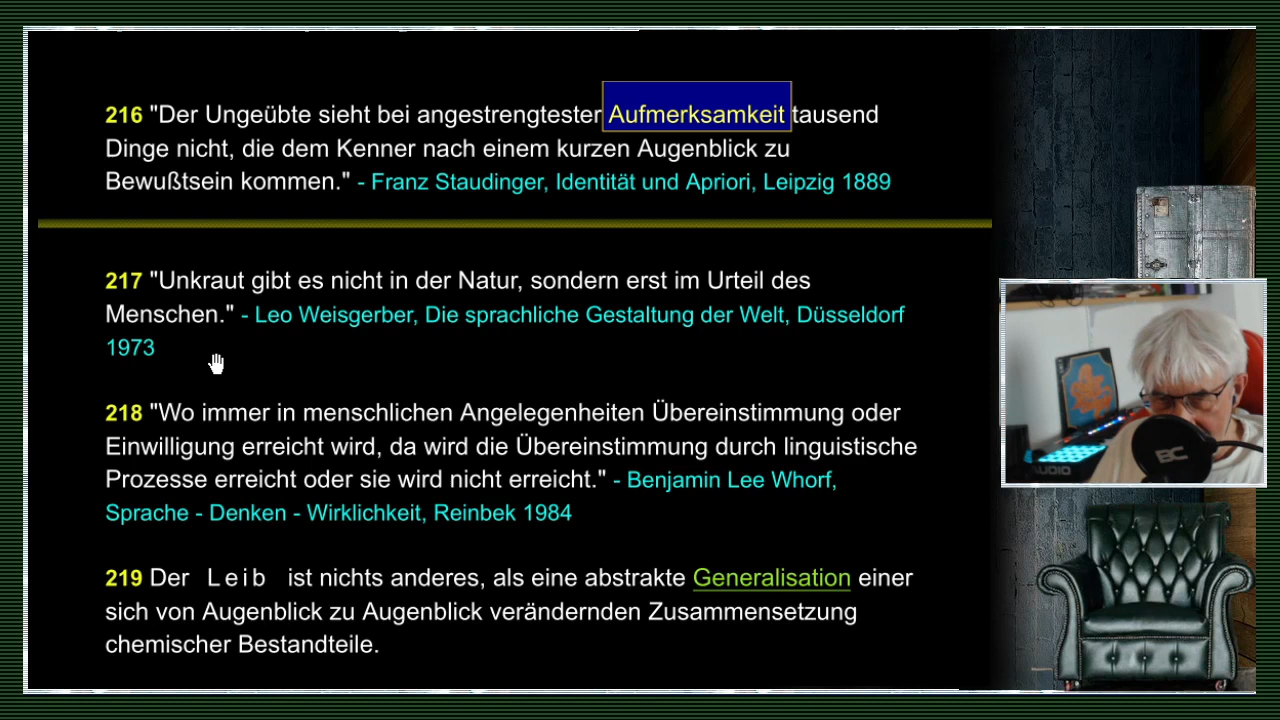 216 "Der Ungeübte sieht bei angestrengtester Aufmerksamkeit tausend
Dinge nicht, die dem Kenner nach einem kurzen Augenblick zu
Bewußtsein kommen." - Franz Staudinger, Identität und Apriori, Leipzig 1889
217 "Unkraut gibt es nicht in der Natur, sondern erst im Urteil des
Menschen." - Leo Weisgerber, Die sprachliche Gestaltung der Welt, Düsseldorf
1973
218 "Wo immer in menschlichen Angelegenheiten Übereinstimmung oder
Einwilligung erreicht wird, da wird die Übereinstimmung durch linguistische
Prozesse erreicht oder sie wird nicht erreicht." - Benjamin Lee Whorf,
Sprache - Denken - Wirklichkeit, Reinbek 1984
219 Der L e i b ist nichts anderes, als eine abstrakte Generalisation einer
sich von Augenblick zu Augenblick verändernden Zusammensetzung
chemischer Bestandteile.
AUDIO
BC